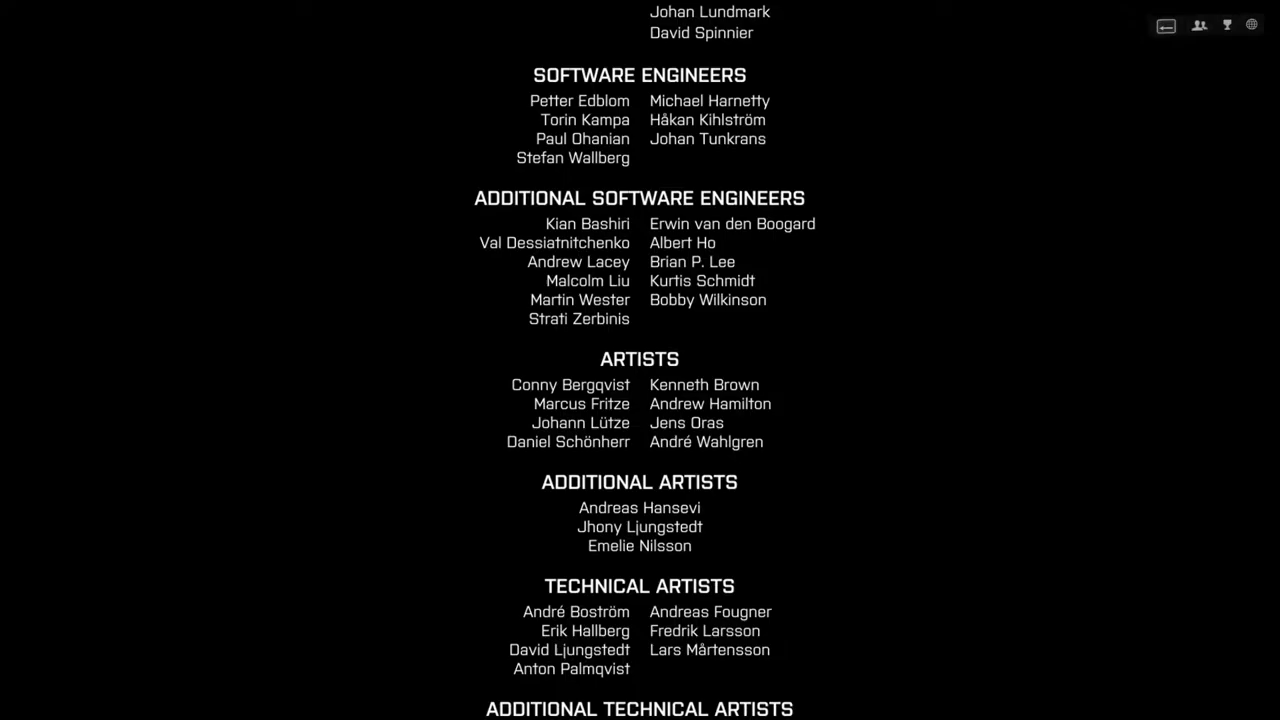 Johan Lundmark
David Spinnier
SOFTWARE ENGINEERS
Petter Edblom Michael Harnetty
Torin Kampa Håkan Kihlström
Paul Ohanian Johan Tunkrans
Stefan Wallberg
ADDITIONAL SOFTWARE ENGINEERS
Kian Bashiri Erwin van den Boogard
Val Dessiatnitchenko Albert Ho
Andrew Lacey Brian P. Lee
Malcolm Liu Kurtis Schmidt
Martin Wester Bobby Wilkinson
Strati Zerbinis
ARTISTS
Conny Bergqvist Kenneth Brown
Marcus Fritze Andrew Hamilton
Johann Lütze Jens Oras
Daniel Schönherr André Wahlgren
ADDITIONAL ARTISTS
Andreas Hansevi
Jhony Ljungstedt
Emelie Nilsson
TECHNICAL ARTISTS
André Boström Andreas Fougner
Erik Hallberg Fredrik Larsson
David Ljungstedt Lars Mårtensson
Anton Palmqvist
ADDITIONAL TECHNICAL ARTISTS